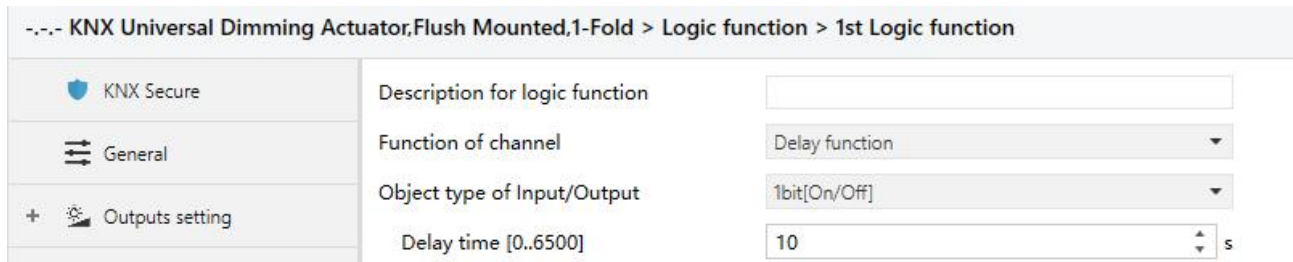 -.-.- KNX Universal Dimming Actuator,Flush Mounted,1-Fold > Logic function > 1st Logic function
KNX Secure
General
+ Outputs setting
Description for logic function
Function of channel Delay function
Object type of Input/Output 1bit[On/Off]
Delay time [0..6500] 10 s